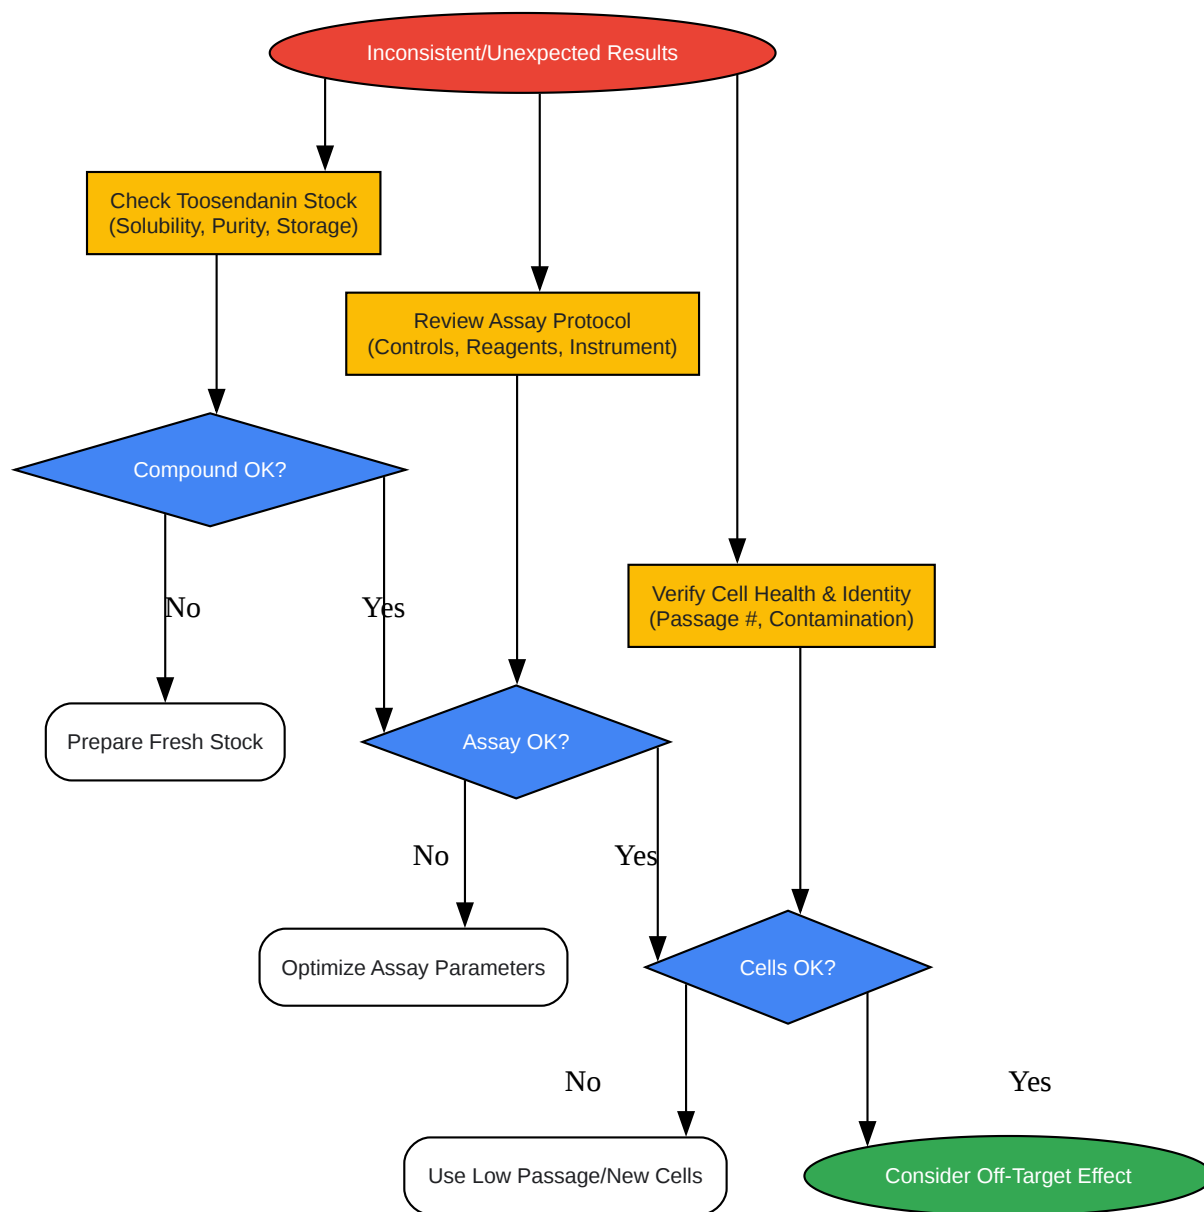 Inconsistent/Unexpected Results
Check Toosendanin Stock
(Solubility, Purity, Storage)
Review Assay Protocol
(Controls, Reagents, Instrument)
Compound OK?
Verify Cell Health & Identity
(Passage #, Contamination)
No
Yes
Prepare Fresh Stock
Assay OK?
No
Yes
Optimize Assay Parameters
Cells OK?
No
Yes
Use Low Passage/New Cells
Consider Off-Target Effect